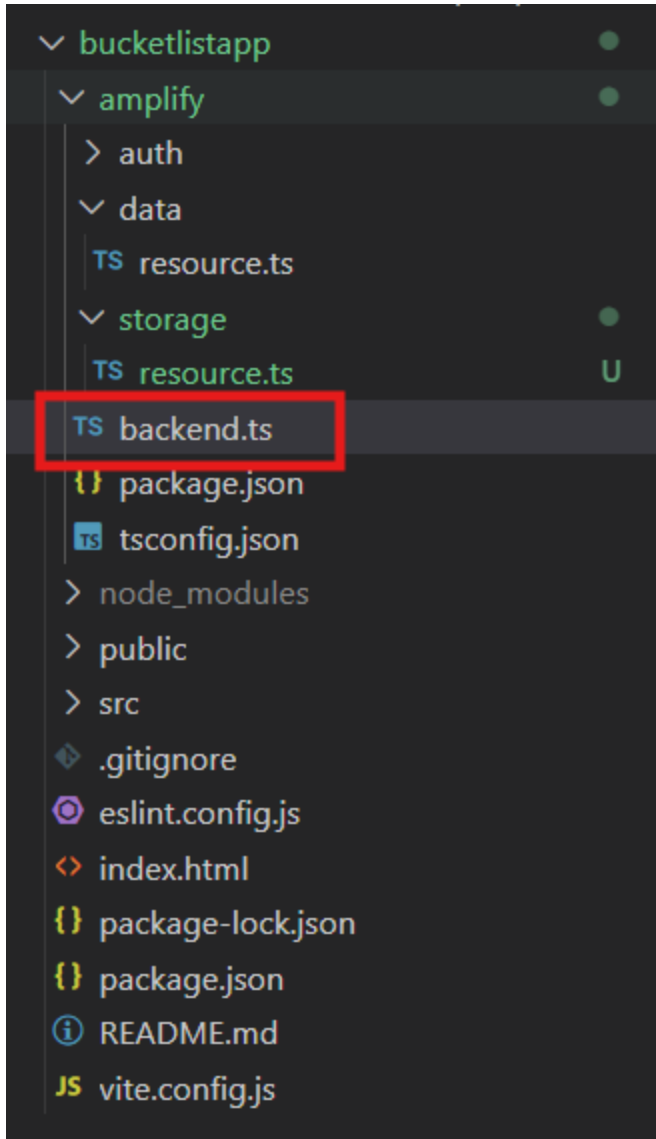 bucketlistapp
amplify
auth
data
TS resource.ts
storage
TS resource.ts U
TS backend.ts
{} package.json
TS tsconfig.json
node_modules
public
src
.gitignore
eslint.config.js
<> index.html
{} package-lock.json
{} package.json
README.md
JS vite.config.js